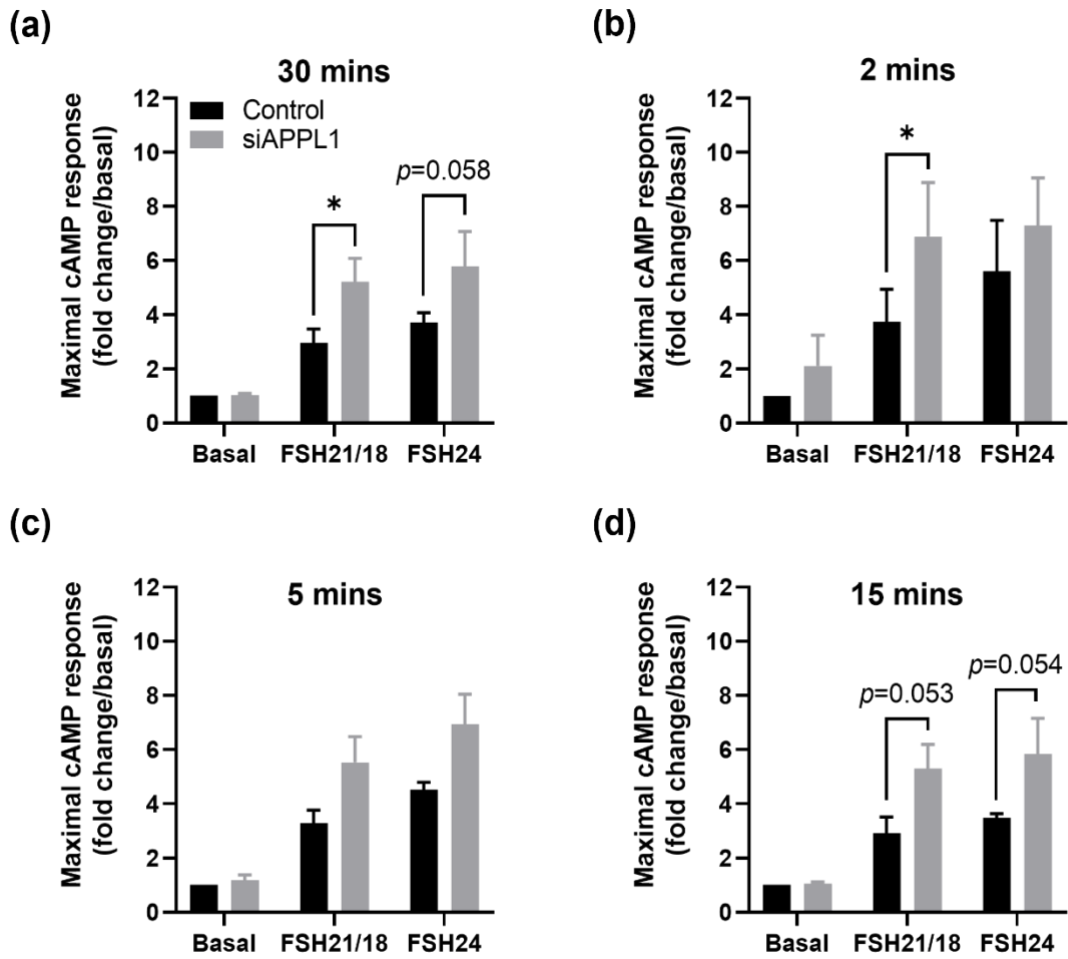 (a)
30 mins
Maximal cAMP response
(fold change/basal)
12
10
8
6
4
2
0
Control
siAPPL1
*
p=0.058
Basal
FSH21/18
FSH24
(b)
2 mins
Maximal cAMP response
(fold change/basal)
12
10
8
6
4
2
0
*
Basal
FSH21/18
FSH24
(c)
5 mins
Maximal cAMP response
(fold change/basal)
12
10
8
6
4
2
0
Basal
FSH21/18
FSH24
(d)
15 mins
Maximal cAMP response
(fold change/basal)
12
10
8
6
4
2
0
p=0.053
p=0.054
Basal
FSH21/18
FSH24